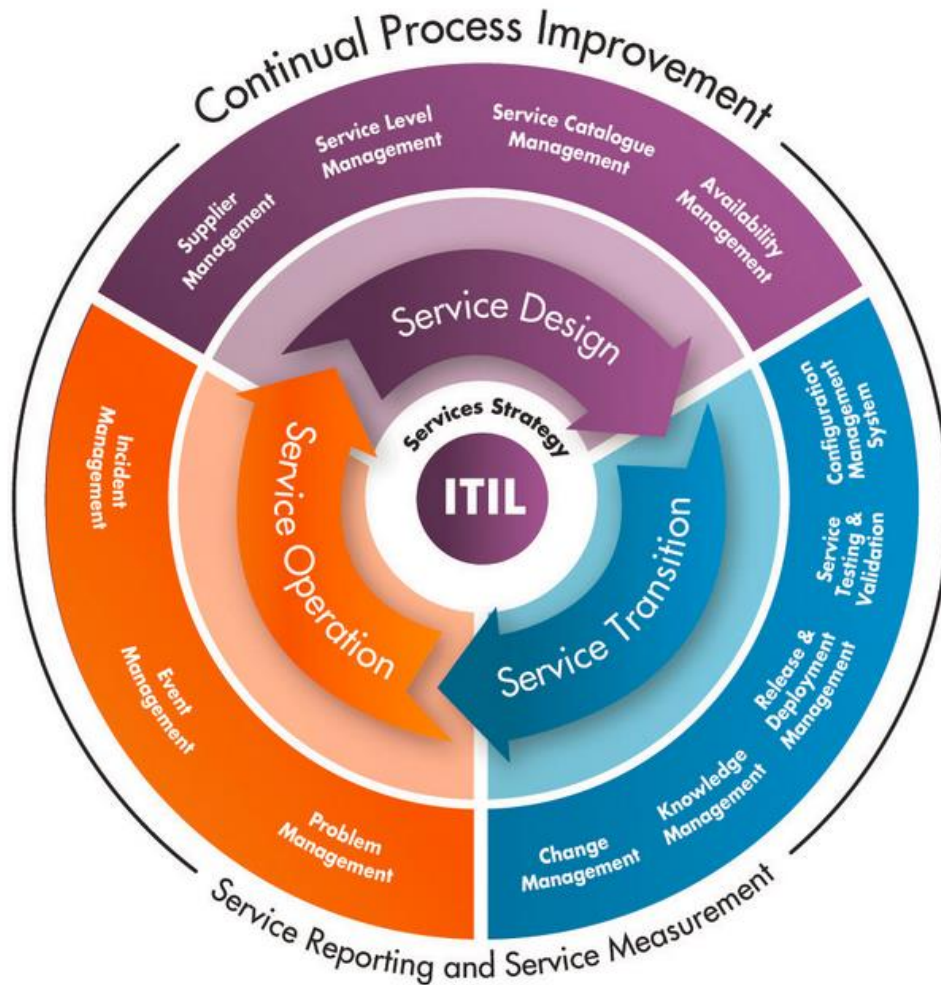 Continual Process Improvement
Supplier
Management
Service Level
Management
Service Catalogue
Management
Availability
Management
Configuration
Management
System
Service
Testing &
Validation
Release &
Deployment
Management
Knowledge
Management
Change
Management
Problem
Management
Event
Management
Incident
Management
Service Design
Service Transition
Service Operation
Services Strategy
ITIL
Service Reporting and Service Measurement